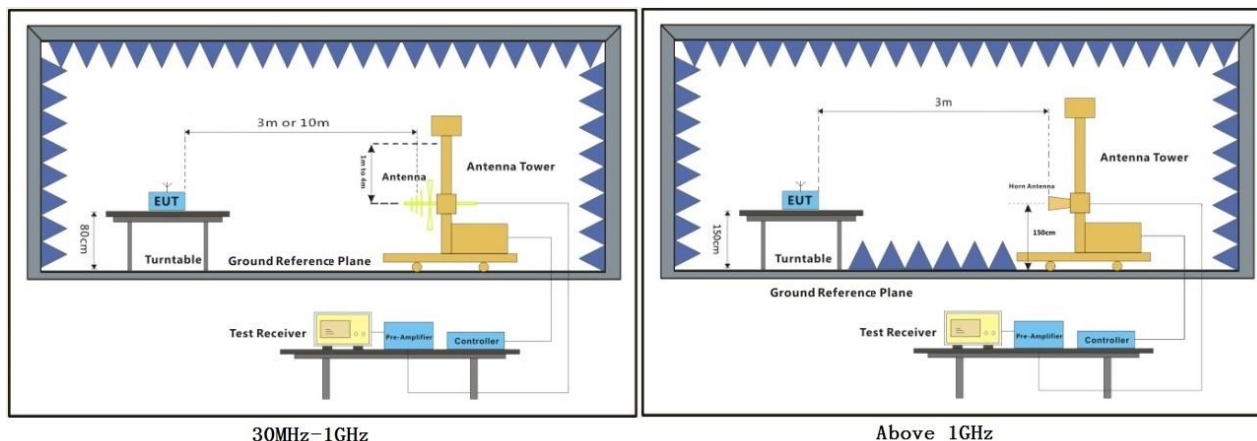 3m or 10m
1m to 4m
Antenna
Antenna Tower
EUT
80cm
Turntable
Ground Reference Plane
Test Receiver
Pre-Amplifier
Controller
30MHz-1GHz
3m
Antenna Tower
Horn Antenna
EUT
150cm
150cm
Turntable
Ground Reference Plane
Test Receiver
Pre-Amplifier
Controller
Above 1GHz